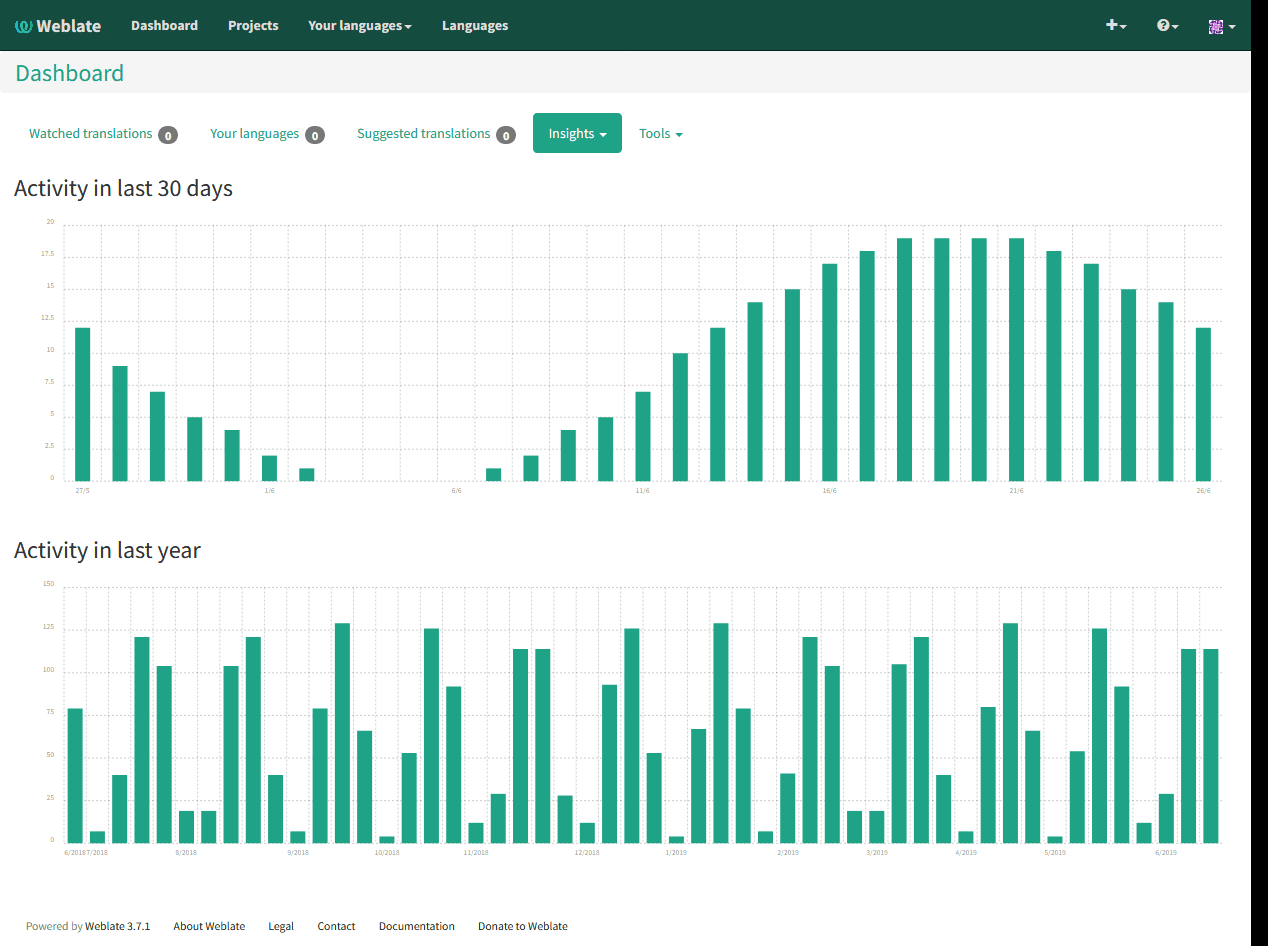 Weblate Dashboard Projects Your languages Languages
Dashboard
Watched translations 0 Your languages 0 Suggested translations 0 Insights Tools
Activity in last 30 days
20
17.5
15
12.5
10
7.5
5
2.5
0
27/5 1/6 6/6 11/6 16/6 21/6 26/6
Activity in last year
150
125
100
75
50
25
0
6/2018 7/2018 8/2018 9/2018 10/2018 11/2018 12/2018 1/2019 2/2019 3/2019 4/2019 5/2019 6/2019
Powered by Weblate 3.7.1 About Weblate Legal Contact Documentation Donate to Weblate